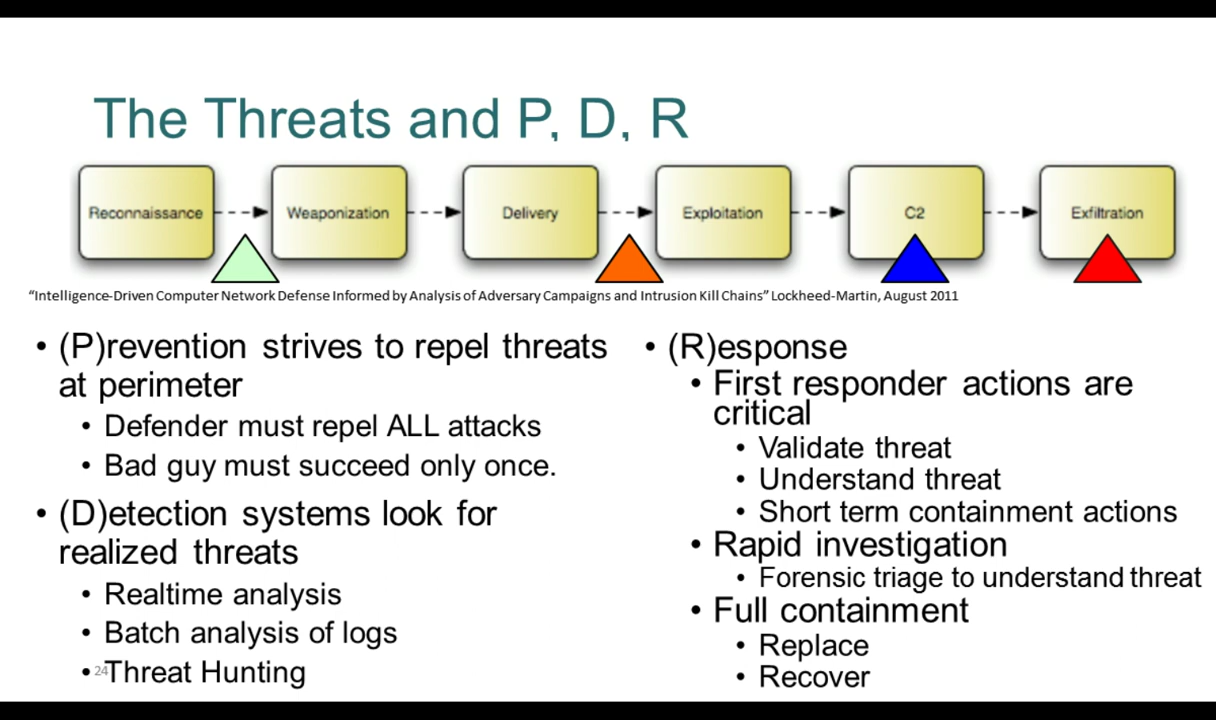 The Threats and P, D, R
Reconnaissance
Weaponization
Delivery
Exploitation
C2
Exfiltration
“Intelligence-Driven Computer Network Defense Informed by Analysis of Adversary Campaigns and Intrusion Kill Chains” Lockheed-Martin, August 2011
• (P)revention strives to repel threats
at perimeter
• Defender must repel ALL attacks
• Bad guy must succeed only once.
• (D)etection systems look for
realized threats
• Realtime analysis
• Batch analysis of logs
• Threat Hunting
24
• (R)esponse
• First responder actions are
critical
• Validate threat
• Understand threat
• Short term containment actions
• Rapid investigation
• Forensic triage to understand threat
• Full containment
• Replace
• Recover